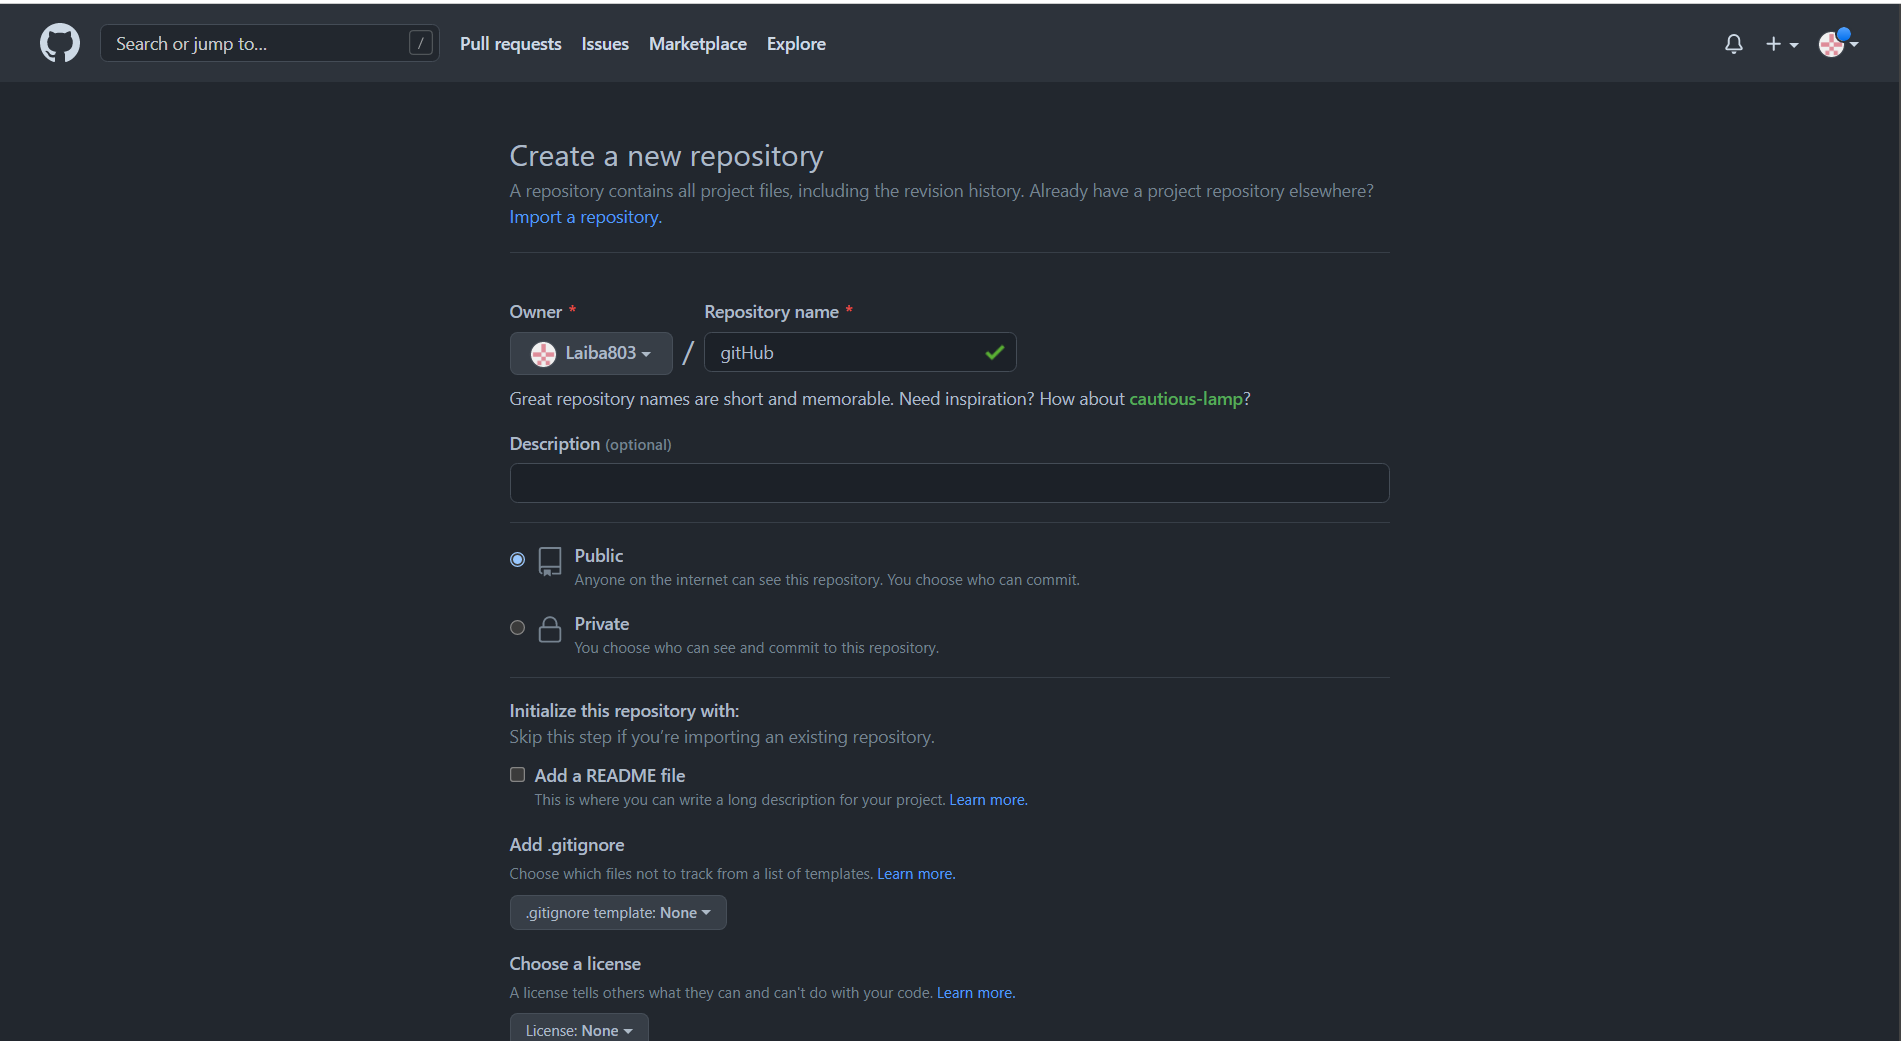 Search or jump to... /
Pull requests Issues Marketplace Explore
Create a new repository
A repository contains all project files, including the revision history. Already have a project repository elsewhere?
Import a repository.
Owner * Repository name *
Laiba803 / gitHub
Great repository names are short and memorable. Need inspiration? How about cautious-lamp?
Description (optional)
Public
Anyone on the internet can see this repository. You choose who can commit.
Private
You choose who can see and commit to this repository.
Initialize this repository with:
Skip this step if you’re importing an existing repository.
Add a README file
This is where you can write a long description for your project. Learn more.
Add .gitignore
Choose which files not to track from a list of templates. Learn more.
.gitignore template: None
Choose a license
A license tells others what they can and can't do with your code. Learn more.
License: None